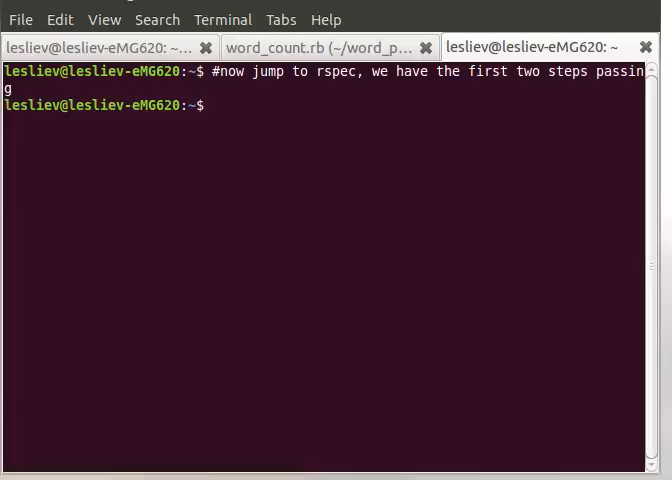 File Edit View Search Terminal Tabs Help
lesliev@lesliev-eMG620: ~... word_count.rb (~/word_p... lesliev@lesliev-eMG620: ~
lesliev@lesliev-eMG620:~$ #now jump to rspec, we have the first two steps passin
g
lesliev@lesliev-eMG620:~$